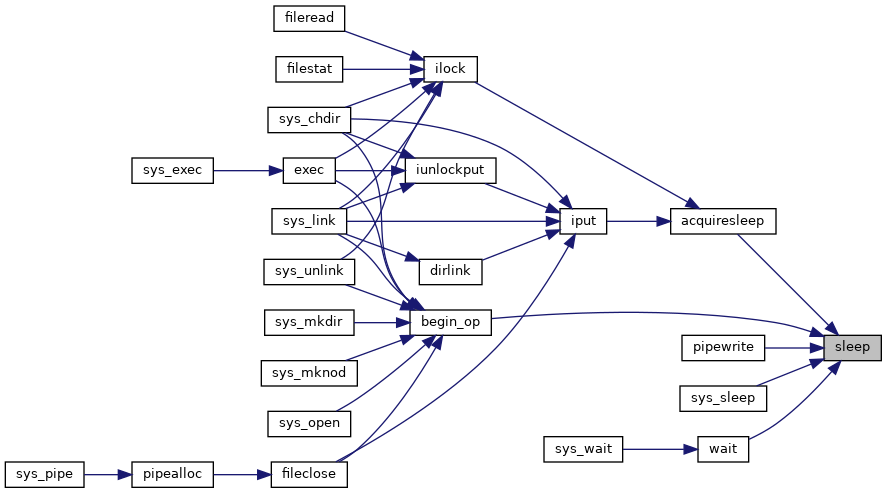 fileread
filestat
ilock
sys_chdir
sys_exec
exec
iunlockput
sys_link
iput
acquiresleep
sys_unlink
dirlink
sys_mkdir
begin_op
pipewrite
sleep
sys_mknod
sys_sleep
sys_open
sys_wait
wait
sys_pipe
pipealloc
fileclose